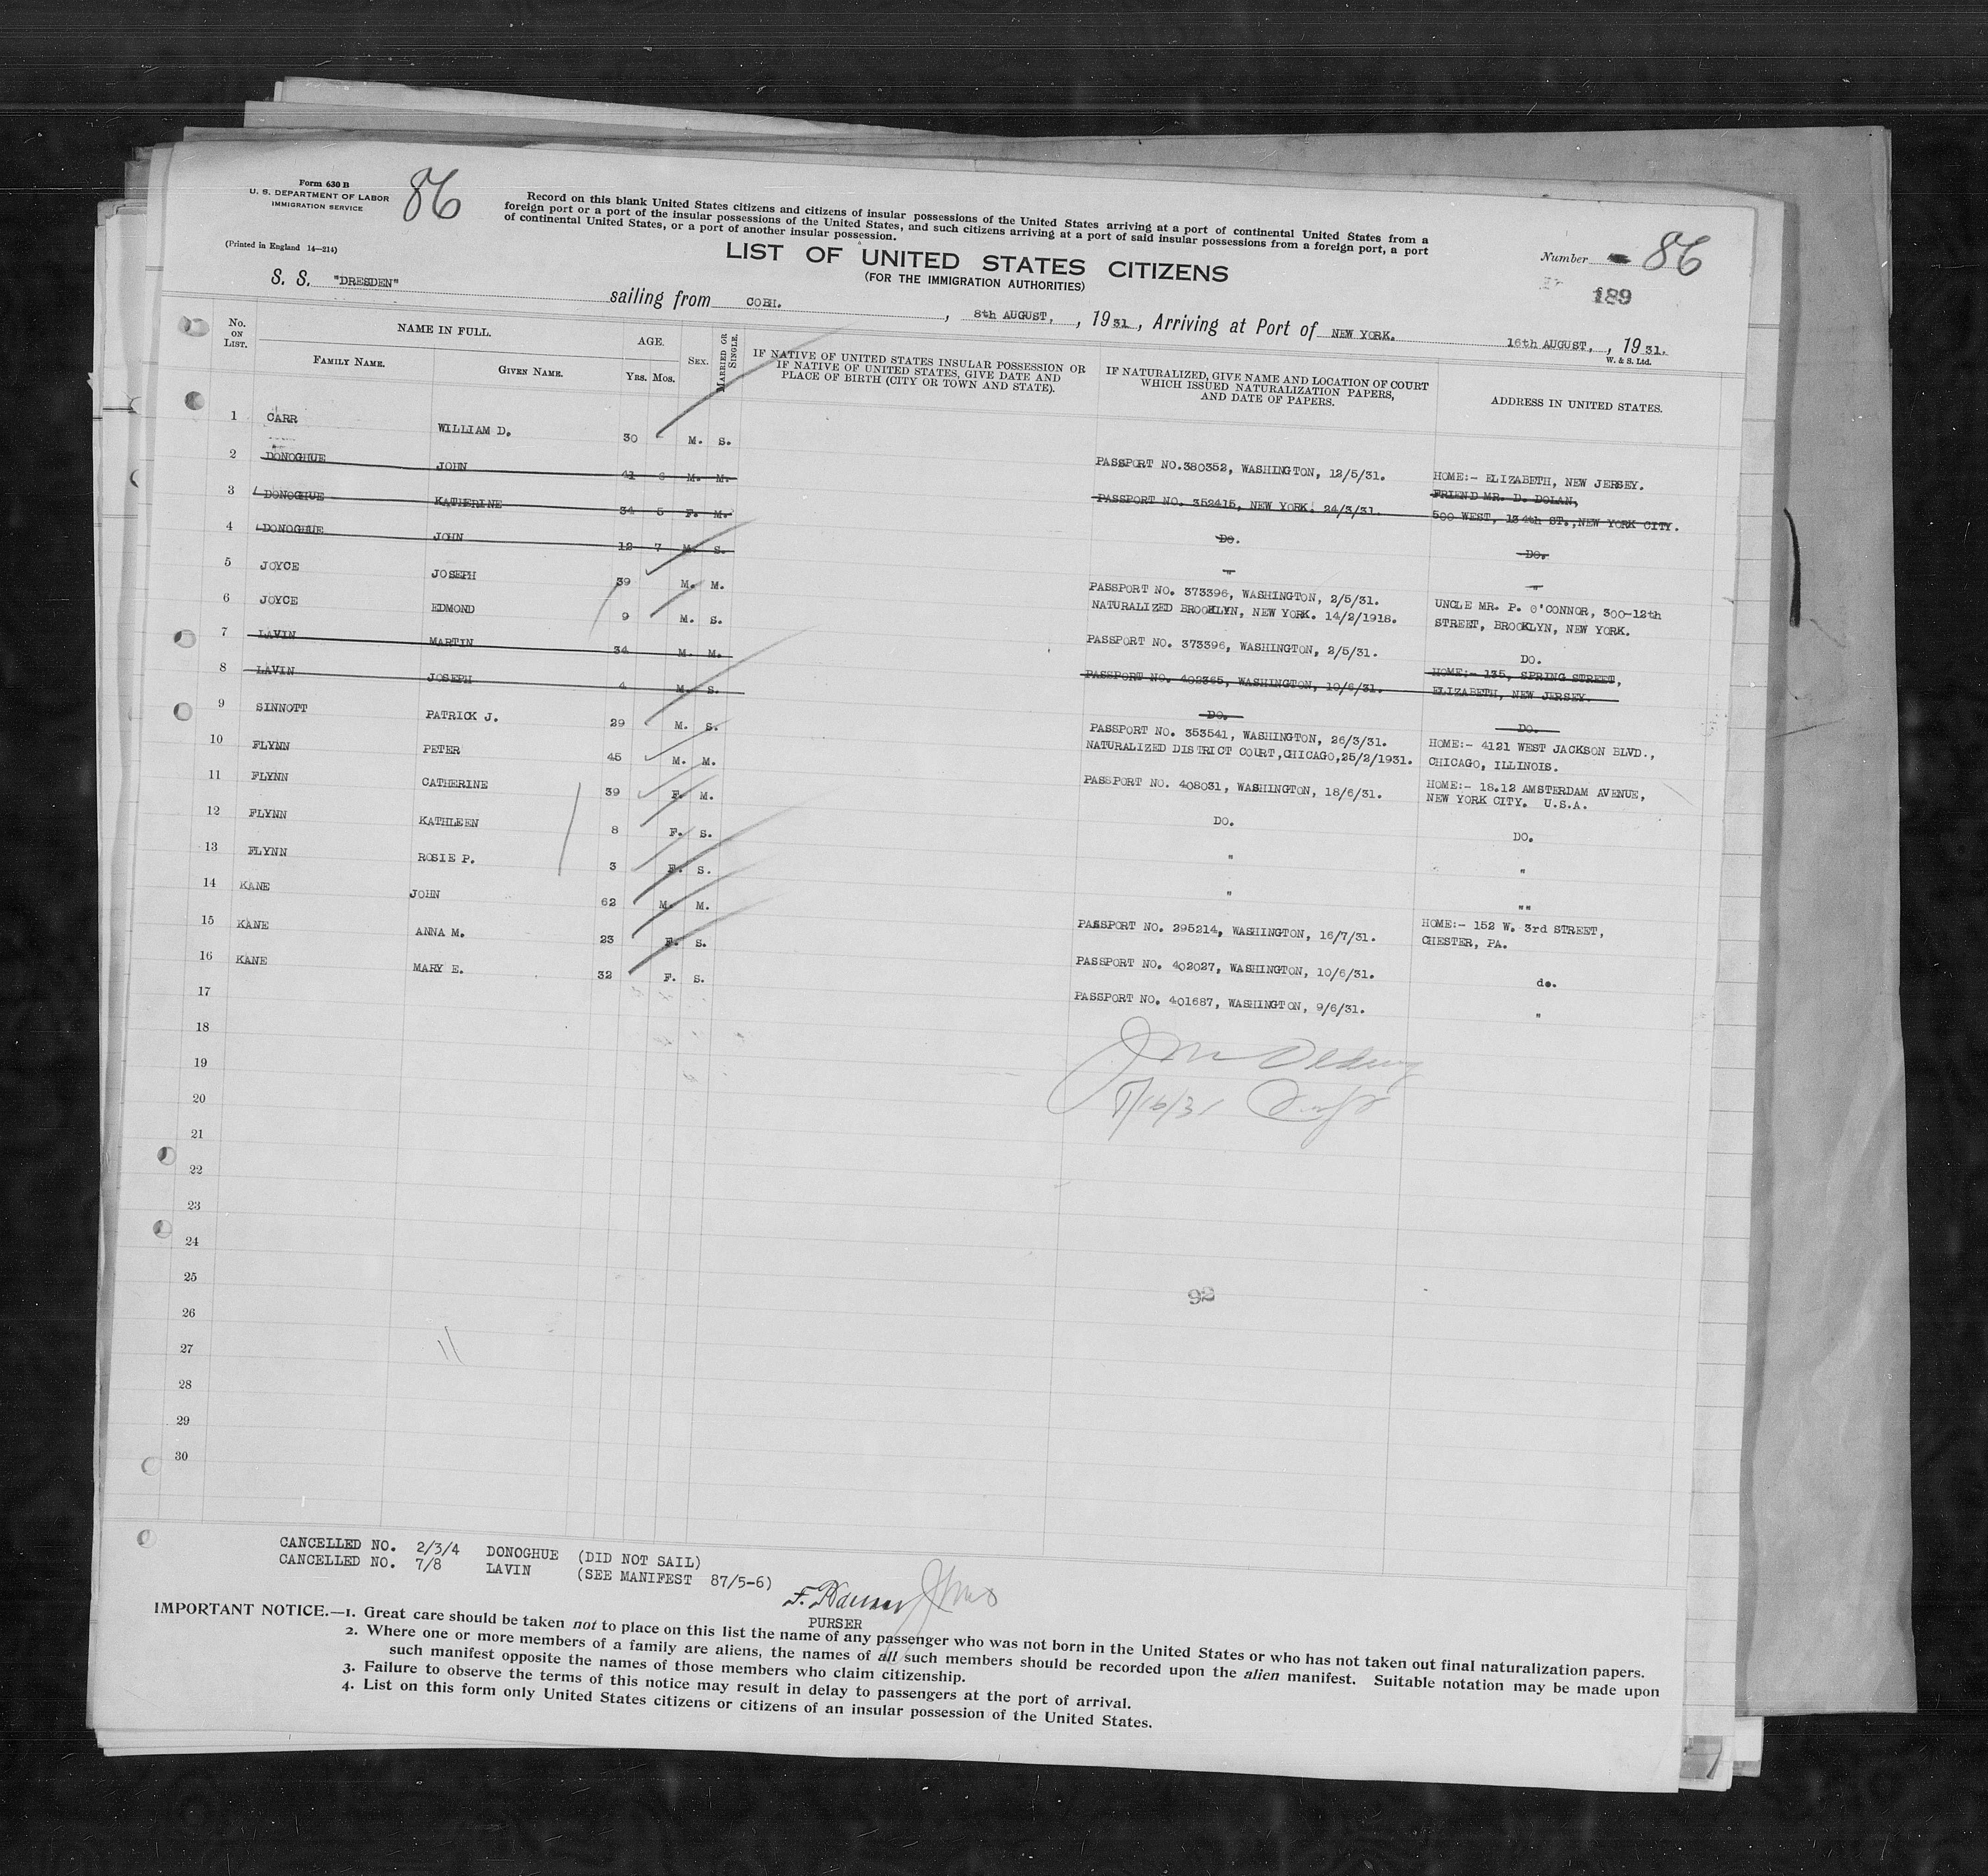 Form 630 B
U. S. DEPARTMENT OF LABOR
IMMIGRATION SERVICE
86
(Printed in England 14—214)
Record on this blank United States citizens and citizens of insular possessions of the United States arriving at a port of continental United States from a
foreign port or a port of the insular possessions of the United States, and such citizens arriving at a port of said insular possessions from a foreign port, a port
of continental United States, or a port of another insular possession.
LIST OF UNITED STATES CITIZENS
(FOR THE IMMIGRATION AUTHORITIES)
Number 86
189
S. S. "DRESDEN" sailing from COBH. , 8th AUGUST, , 19 31 , Arriving at Port of NEW YORK. 16th AUGUST, , 19 31.
W. & S. Ltd.
No. ON LIST. NAME IN FULL. AGE. SEX. MARRIED OR SINGLE. IF NATIVE OF UNITED STATES INSULAR POSSESSION OR IF NATIVE OF UNITED STATES, GIVE DATE AND PLACE OF BIRTH (CITY OR TOWN AND STATE). IF NATURALIZED, GIVE NAME AND LOCATION OF COURT WHICH ISSUED NATURALIZATION PAPERS, AND DATE OF PAPERS. ADDRESS IN UNITED STATES.
FAMILY NAME. GIVEN NAME. YRS. MOS.
1 CARR WILLIAM D. 30 M. S. PASSPORT NO.380352, WASHINGTON, 12/5/31. HOME:- ELIZABETH, NEW JERSEY.
2 DONOGHUE JOHN 41 6 M. M. PASSPORT NO. 352415, NEW YORK. 24/3/31. FRIEND MR. D. DOLAN,
500 WEST, 134th ST.,NEW YORK CITY.
3 DONOGHUE KATHERINE 34 5 F. M. DO. DO.
4 DONOGHUE JOHN 12 7 M. S. " "
5 JOYCE JOSEPH 39 M. M. PASSPORT NO. 373396, WASHINGTON, 2/5/31. UNCLE MR. P. O'CONNOR, 300-12th
NATURALIZED BROOKLYN, NEW YORK. 14/2/1918. STREET, BROOKLYN, NEW YORK.
6 JOYCE EDMOND 9 M. S. PASSPORT NO. 373396, WASHINGTON, 2/5/31. DO.
7 LAVIN MARTIN 34 M. M. PASSPORT NO. 402365, WASHINGTON, 10/6/31. HOME:- 135, SPRING STREET,
ELIZABETH, NEW JERSEY.
8 LAVIN JOSEPH 4 M. S. DO. DO.
9 SINNOTT PATRICK J. 29 M. S. PASSPORT NO. 353541, WASHINGTON, 26/3/31. HOME:- 4121 WEST JACKSON BLVD.,
NATURALIZED DISTRICT COURT,CHICAGO,25/2/1931. CHICAGO, ILLINOIS.
10 FLYNN PETER 45 M. M. PASSPORT NO. 408031, WASHINGTON, 18/6/31. HOME:- 18.12 AMSTERDAM AVENUE,
NEW YORK CITY. U.S.A.
11 FLYNN CATHERINE 39 F. M. DO. DO.
12 FLYNN KATHLEEN 8 F. S. " "
13 FLYNN ROSIE P. 3 F. S. " ""
14 KANE JOHN 62 M. M. PASSPORT NO. 295214, WASHINGTON, 16/7/31. HOME:- 152 W. 3rd STREET,
CHESTER, PA.
15 KANE ANNA M. 23 F. S. PASSPORT NO. 402027, WASHINGTON, 10/6/31. do.
16 KANE MARY E. 32 F. S. PASSPORT NO. 401687, WASHINGTON, 9/6/31. "
17
18
19
20
8/16/31
21
22
23
24
25
92
26
27
28
29
30
CANCELLED NO. 2/3/4 DONOGHUE (DID NOT SAIL)
CANCELLED NO. 7/8 LAVIN (SEE MANIFEST 87/5-6)
PURSER
IMPORTANT NOTICE.—1. Great care should be taken not to place on this list the name of any passenger who was not born in the United States or who has not taken out final naturalization papers.
2. Where one or more members of a family are aliens, the names of all such members should be recorded upon the alien manifest. Suitable notation may be made upon
such manifest opposite the names of those members who claim citizenship.
3. Failure to observe the terms of this notice may result in delay to passengers at the port of arrival.
4. List on this form only United States citizens or citizens of an insular possession of the United States.